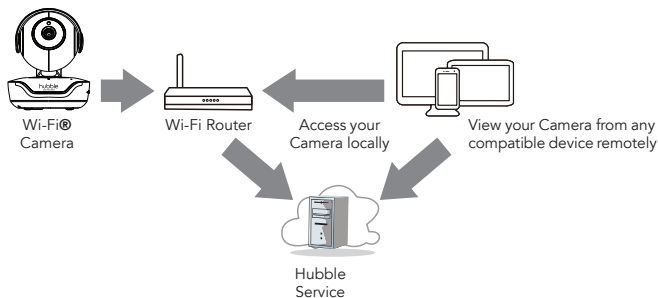 hubble
Wi-Fi®
Camera
Wi-Fi Router
Access your
Camera locally
View your Camera from any
compatible device remotely
Hubble
Service